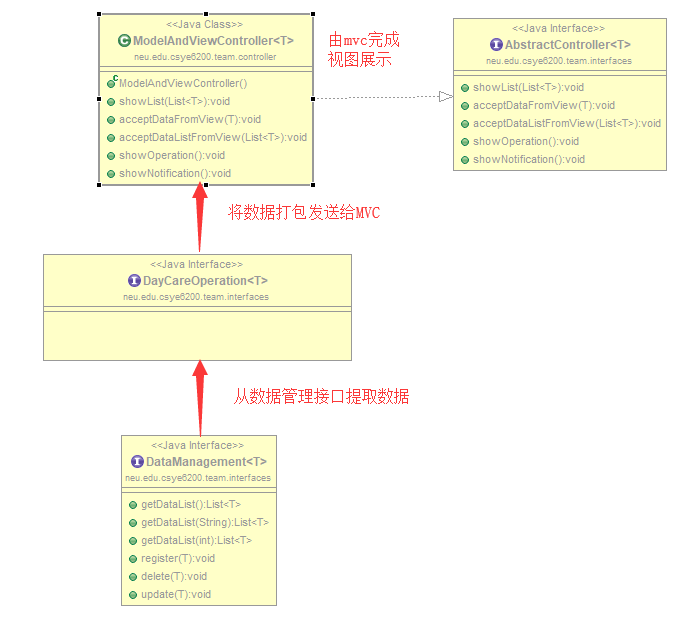 <<Java Class>>
ModelAndViewController<T>
neu.edu.csye6200.team.controller
ModelAndViewController()
showList(List<T>):void
acceptDataFromView(T):void
acceptDataListFromView(List<T>):void
showOperation():void
showNotification():void
由mvc完成
视图展示
<<Java Interface>>
AbstractController<T>
neu.edu.csye6200.team.interfaces
showList(List<T>):void
acceptDataFromView(T):void
acceptDataListFromView(List<T>):void
showOperation():void
showNotification():void
将数据打包发送给MVC
<<Java Interface>>
DayCareOperation<T>
neu.edu.csye6200.team.interfaces
从数据管理接口提取数据
<<Java Interface>>
DataManagement<T>
neu.edu.csye6200.team.interfaces
getDataList():List<T>
getDataList(String):List<T>
getDataList(int):List<T>
register(T):void
delete(T):void
update(T):void